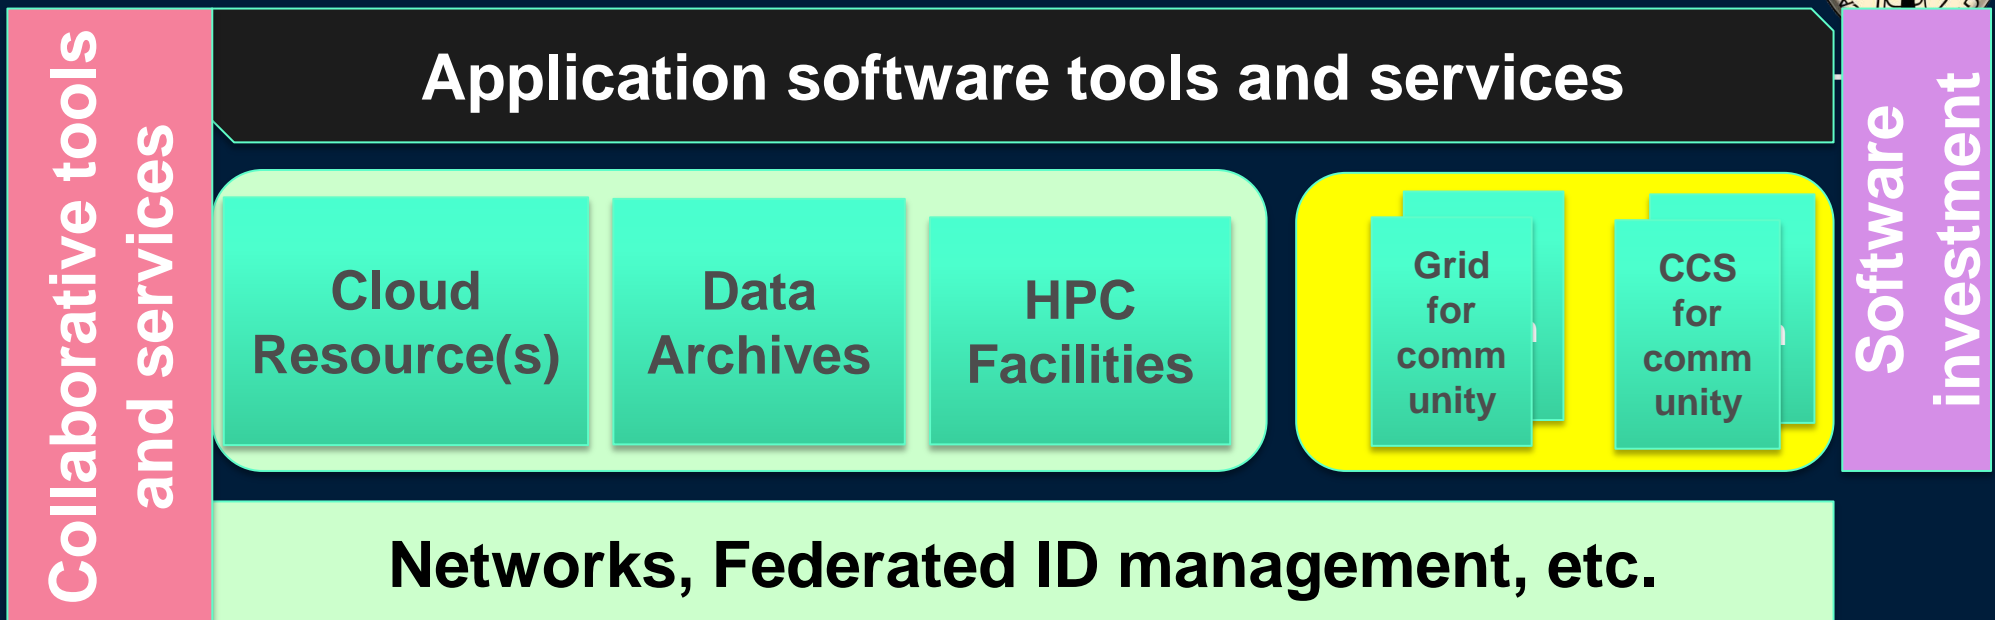 Collaborative tools
and services
Application software tools and services
Software
investment
Cloud
Resource(s)
Data
Archives
HPC
Facilities
Grid
for
comm
unity
CCS
for
comm
unity
Networks, Federated ID management, etc.